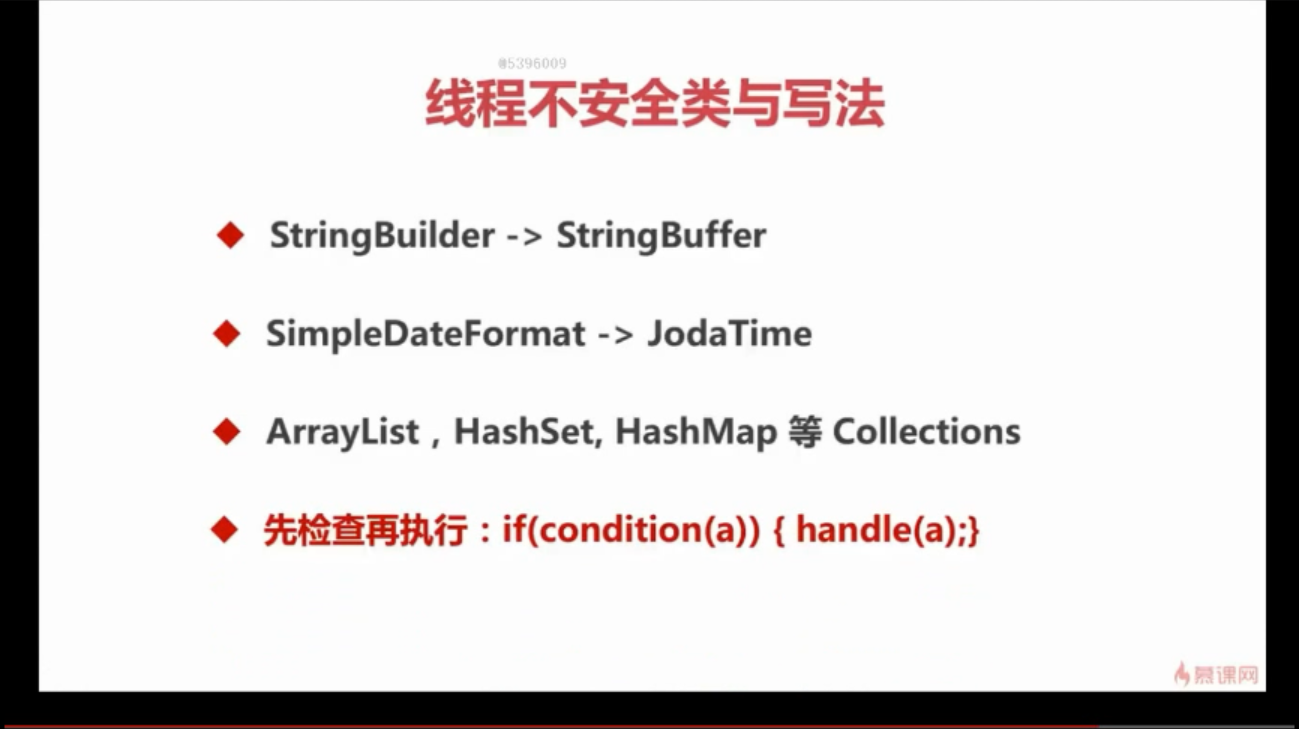 @5396009
线程不安全类与写法
StringBuilder -> StringBuffer
SimpleDateFormat -> JodaTime
ArrayList , HashSet, HashMap 等 Collections
先检查再执行：if(condition(a)) { handle(a);}
慕课网